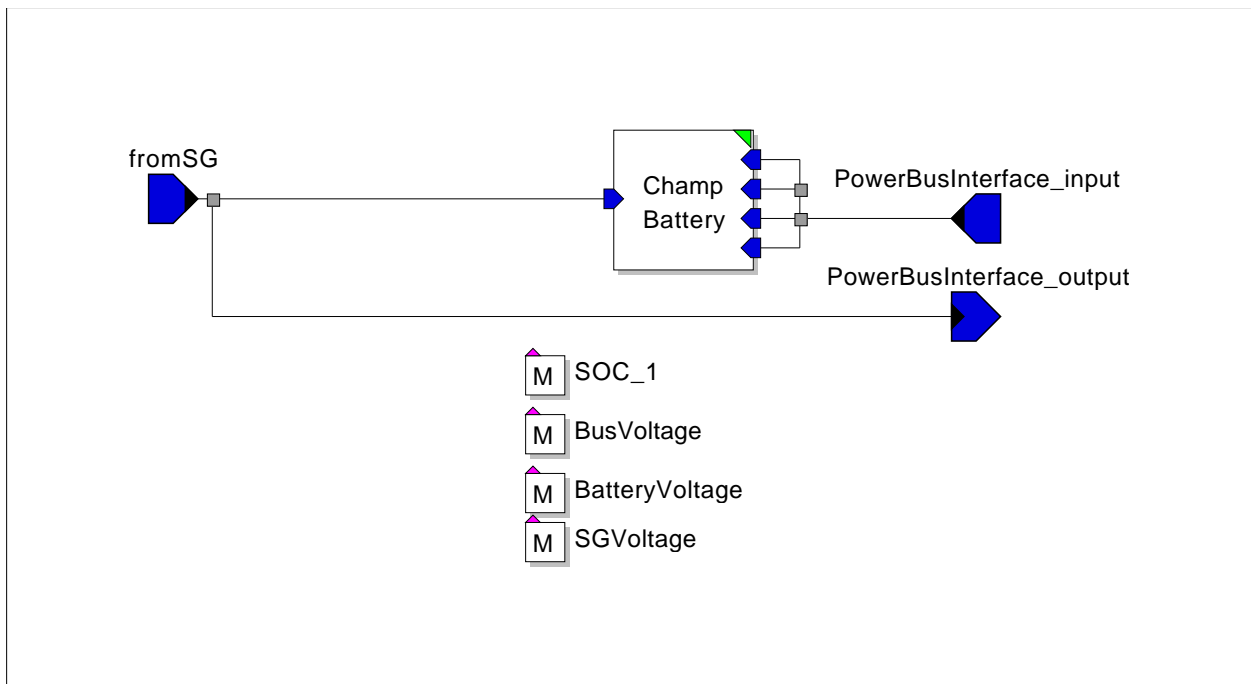 fromSG
Champ
Battery
PowerBusInterface_input
PowerBusInterface_output
M SOC_1
M BusVoltage
M BatteryVoltage
M SGVoltage